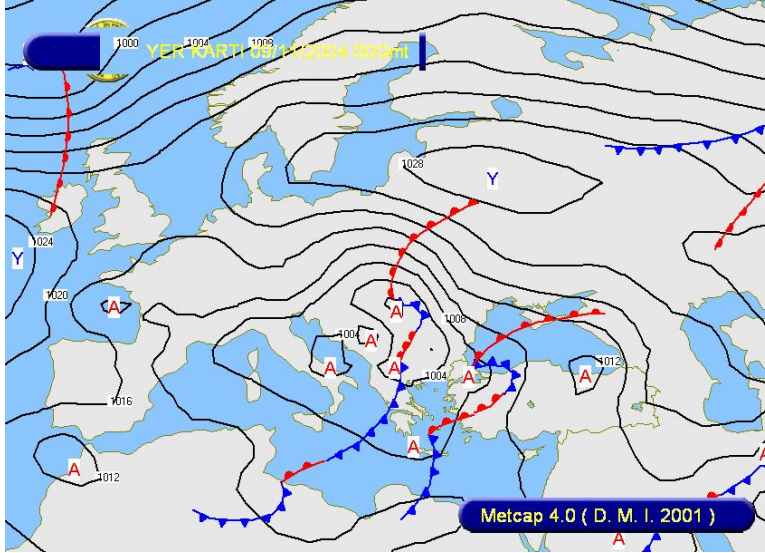 1000
1004
1008
YER KARTI 09/11/2004 00Gmt
1028
Y
1024
Y
1020
A
A
1008
1004
A
1004
A
A
A
1012
A
1016
A
A
1012
A
Metcap 4.0 ( D. M. I. 2001 )
A